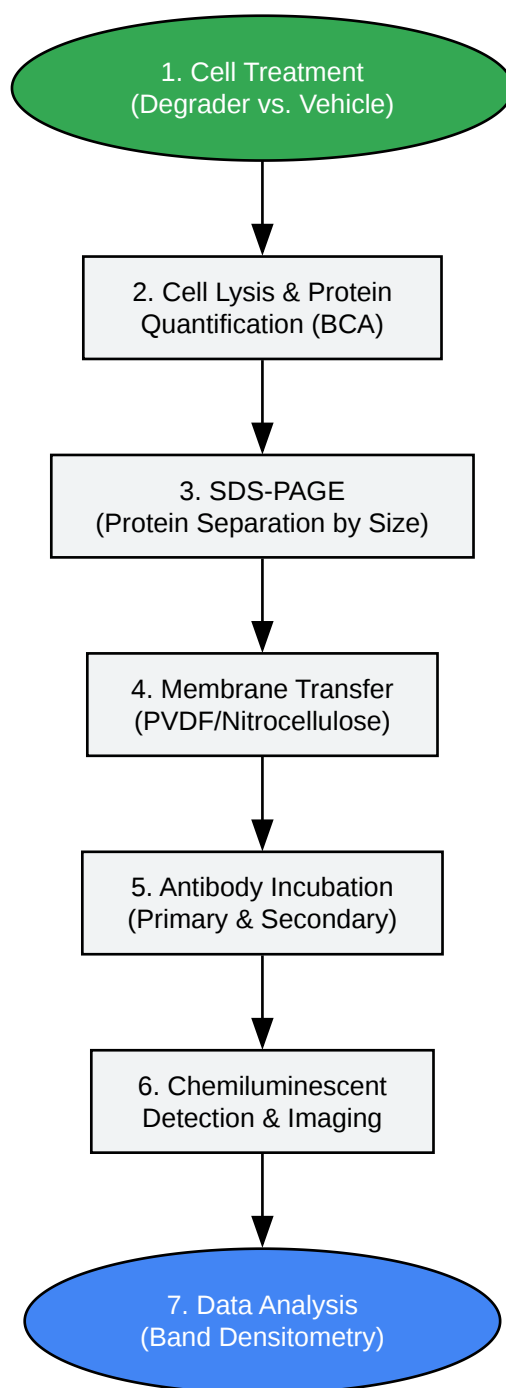 1. Cell Treatment
(Degrader vs. Vehicle)
2. Cell Lysis & Protein
Quantification (BCA)
3. SDS-PAGE
(Protein Separation by Size)
4. Membrane Transfer
(PVDF/Nitrocellulose)
5. Antibody Incubation
(Primary & Secondary)
6. Chemiluminescent
Detection & Imaging
7. Data Analysis
(Band Densitometry)